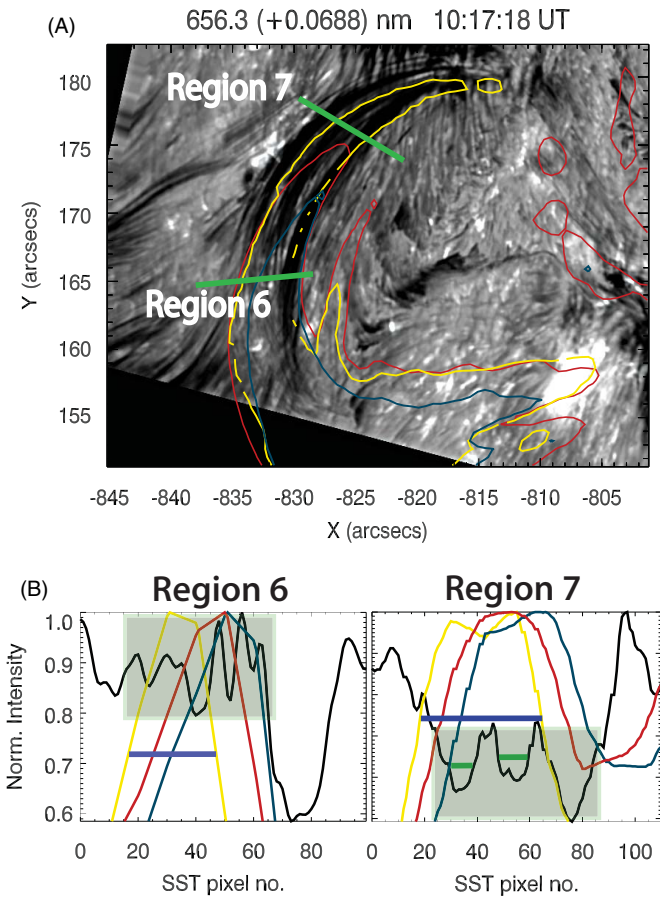 (A)
656.3 (+0.0688) nm 10:17:18 UT
Region 7
Region 6
180
175
170
165
160
155
Y (arcsecs)
-845 -840 -835 -830 -825 -820 -815 -810 -805
X (arcsecs)
(B)
Region 6
Region 7
1.0
0.9
0.8
0.7
0.6
Norm. Intensity
0 20 40 60 80
0 20 40 60 80 100
SST pixel no.
SST pixel no.